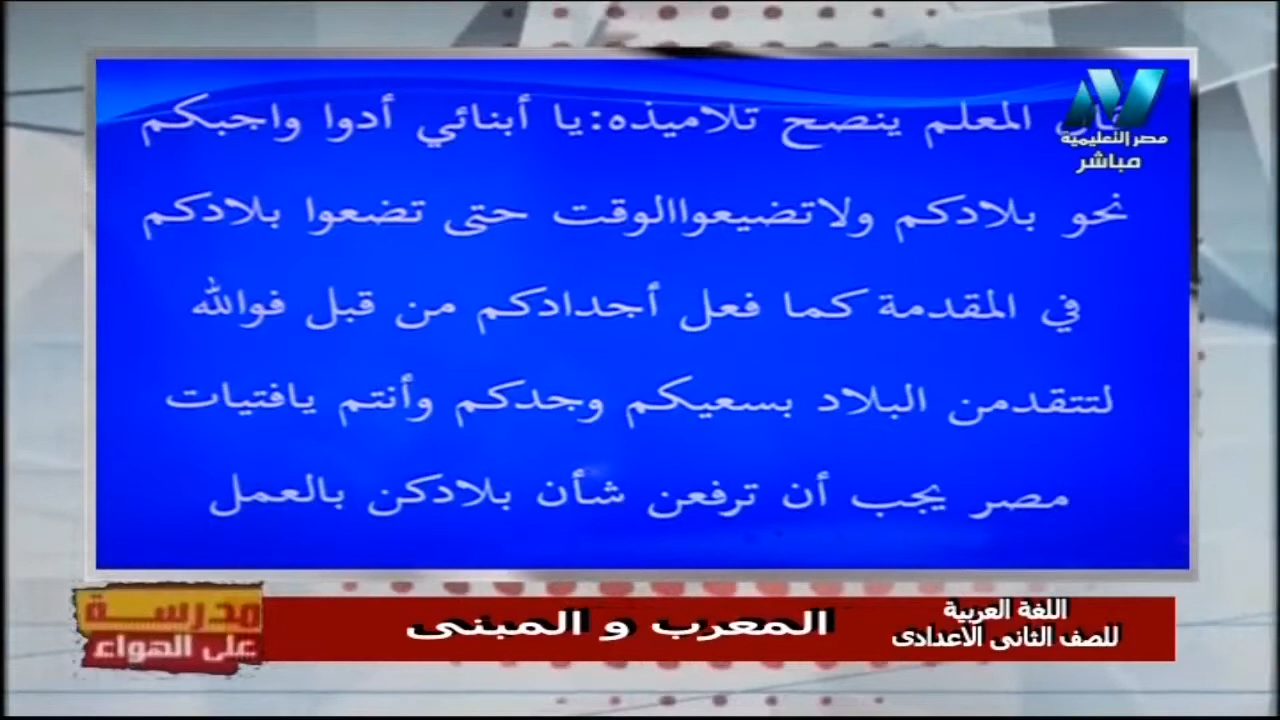 المعلم ينصح تلاميذه:يا أبنائي أدوا واجبكم
نحو بلادكم ولاتضيعواالوقت حتى تضعوا بلادكم
في المقدمة كما فعل أجدادكم من قبل فوالله
لتتقدمن البلاد بسعيكم وجدكم وأنتم يافتيات
مصر يجب أن ترفعن شأن بلادكن بالعمل
مصر التعليمية
مباشر
اللغة العربية
للصف الثانى الاعدادى
المعرب و المبنى
مدرسة
على الهواء